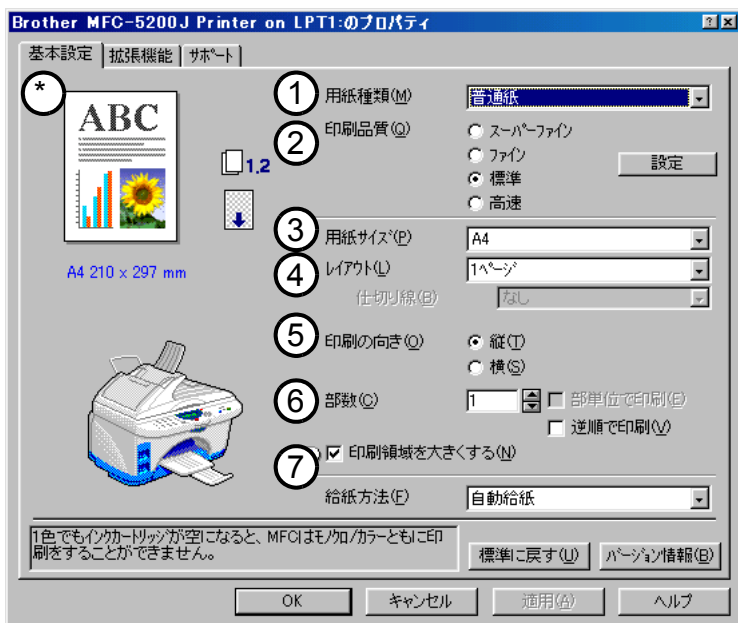 Brother MFC-5200J Printer on LPT1:のプロパティ
基本設定 拡張機能 サポート
*
ABC
1.2
A4 210 x 297 mm
1 用紙種類(M) 普通紙
2 印刷品質(Q) スーパーファイン
ファイン
標準 設定
高速
3 用紙サイズ(P) A4
4 レイアウト(L) 1ページ
仕切り線(B) なし
5 印刷の向き(O) 縦(T)
横(S)
6 部数(C) 1 部単位で印刷(E)
逆順で印刷(V)
7 印刷領域を大きくする(N)
給紙方法(F) 自動給紙
1色でもインクカートリッジが空になると、MFCはモノクロ/カラーともに印
刷をすることができません。
標準に戻す(U) バージョン情報(B)
OK キャンセル 適用(A) ヘルプ